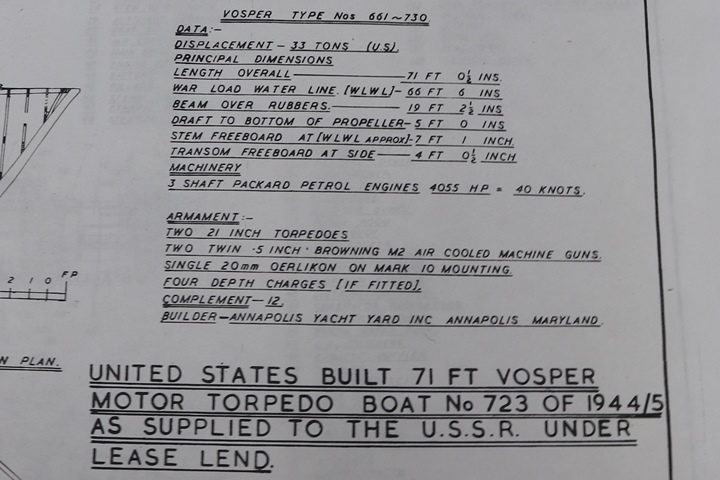 VOSPER TYPE Nos 661~730
DATA:-
DISPLACEMENT - 33 TONS (U.S).
PRINCIPAL DIMENSIONS
LENGTH OVERALL — 71 FT 0½ INS.
WAR LOAD WATER LINE. [WLWL] - 66 FT 6 INS
BEAM OVER RUBBERS. — 19 FT 2½ INS
DRAFT TO BOTTOM OF PROPELLER - 5 FT 0 INS
STEM FREEBOARD AT [WLWL APPROX] - 7 FT 1 INCH
TRANSOM FREEBOARD AT SIDE — 4 FT 0½ INCH
MACHINERY
3 SHAFT PACKARD PETROL ENGINES 4055 HP = 40 KNOTS.
ARMAMENT:-
TWO 21 INCH TORPEDOES
TWO TWIN ·5 INCH · BROWNING M2 AIR COOLED MACHINE GUNS.
SINGLE 20mm OERLIKON ON MARK 10 MOUNTING.
FOUR DEPTH CHARGES [IF FITTED].
COMPLEMENT - 12.
BUILDER - ANNAPOLIS YACHT YARD INC ANNAPOLIS MARYLAND.
2 1 0 FP
N PLAN.
UNITED STATES BUILT 71 FT VOSPER
MOTOR TORPEDO BOAT No 723 OF 1944/5
AS SUPPLIED TO THE U.S.S.R. UNDER
LEASE LEND.